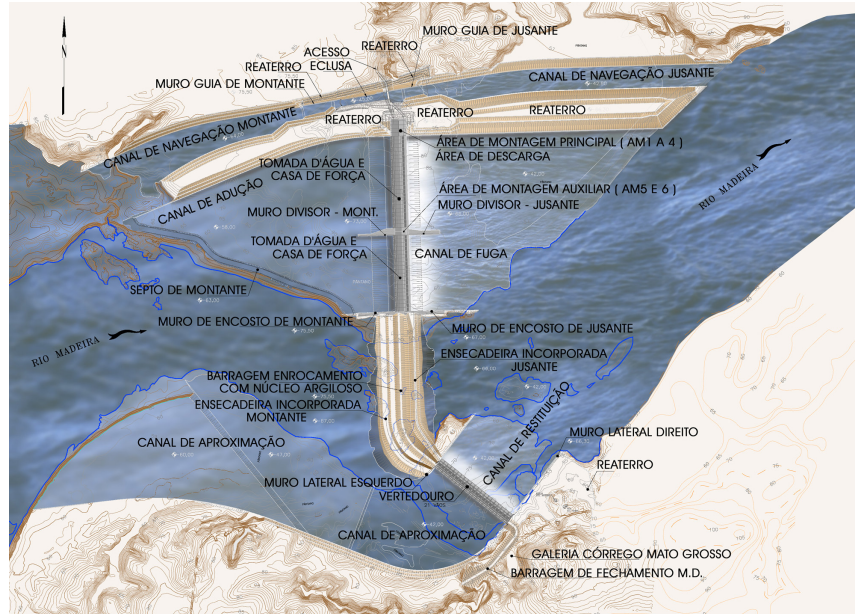 N
MURO GUIA DE JUSANTE
REATERRO
ACESSO
ECLUSA
REATERRO
MURO GUIA DE MONTANTE
CANAL DE NAVEGAÇÃO JUSANTE
CANAL DE NAVEGAÇÃO MONTANTE
REATERRO
REATERRO
REATERRO
ÁREA DE MONTAGEM PRINCIPAL ( AM1 A 4 )
ÁREA DE DESCARGA
TOMADA D'ÁGUA E
CASA DE FORÇA
CANAL DE ADUÇÃO
ÁREA DE MONTAGEM AUXILIAR (AM5 E 6 )
MURO DIVISOR - JUSANTE
RIO MADEIRA
MURO DIVISOR - MONT.
TOMADA D'ÁGUA E
CASA DE FORÇA
CANAL DE FUGA
SEPTO DE MONTANTE
MURO DE ENCOSTO DE MONTANTE
MURO DE ENCOSTO DE JUSANTE
RIO MADEIRA
ENSECADEIRA INCORPORADA
JUSANTE
BARRAGEM ENROCAMENTO
COM NÚCLEO ARGILOSO
ENSECADEIRA INCORPORADA
MONTANTE
CANAL DE RESTITUIÇÃO
MURO LATERAL DIREITO
CANAL DE APROXIMAÇÃO
REATERRO
MURO LATERAL ESQUERDO
VERTEDOURO
CANAL DE APROXIMAÇÃO
GALERIA CÓRREGO MATO GROSSO
BARRAGEM DE FECHAMENTO M.D.